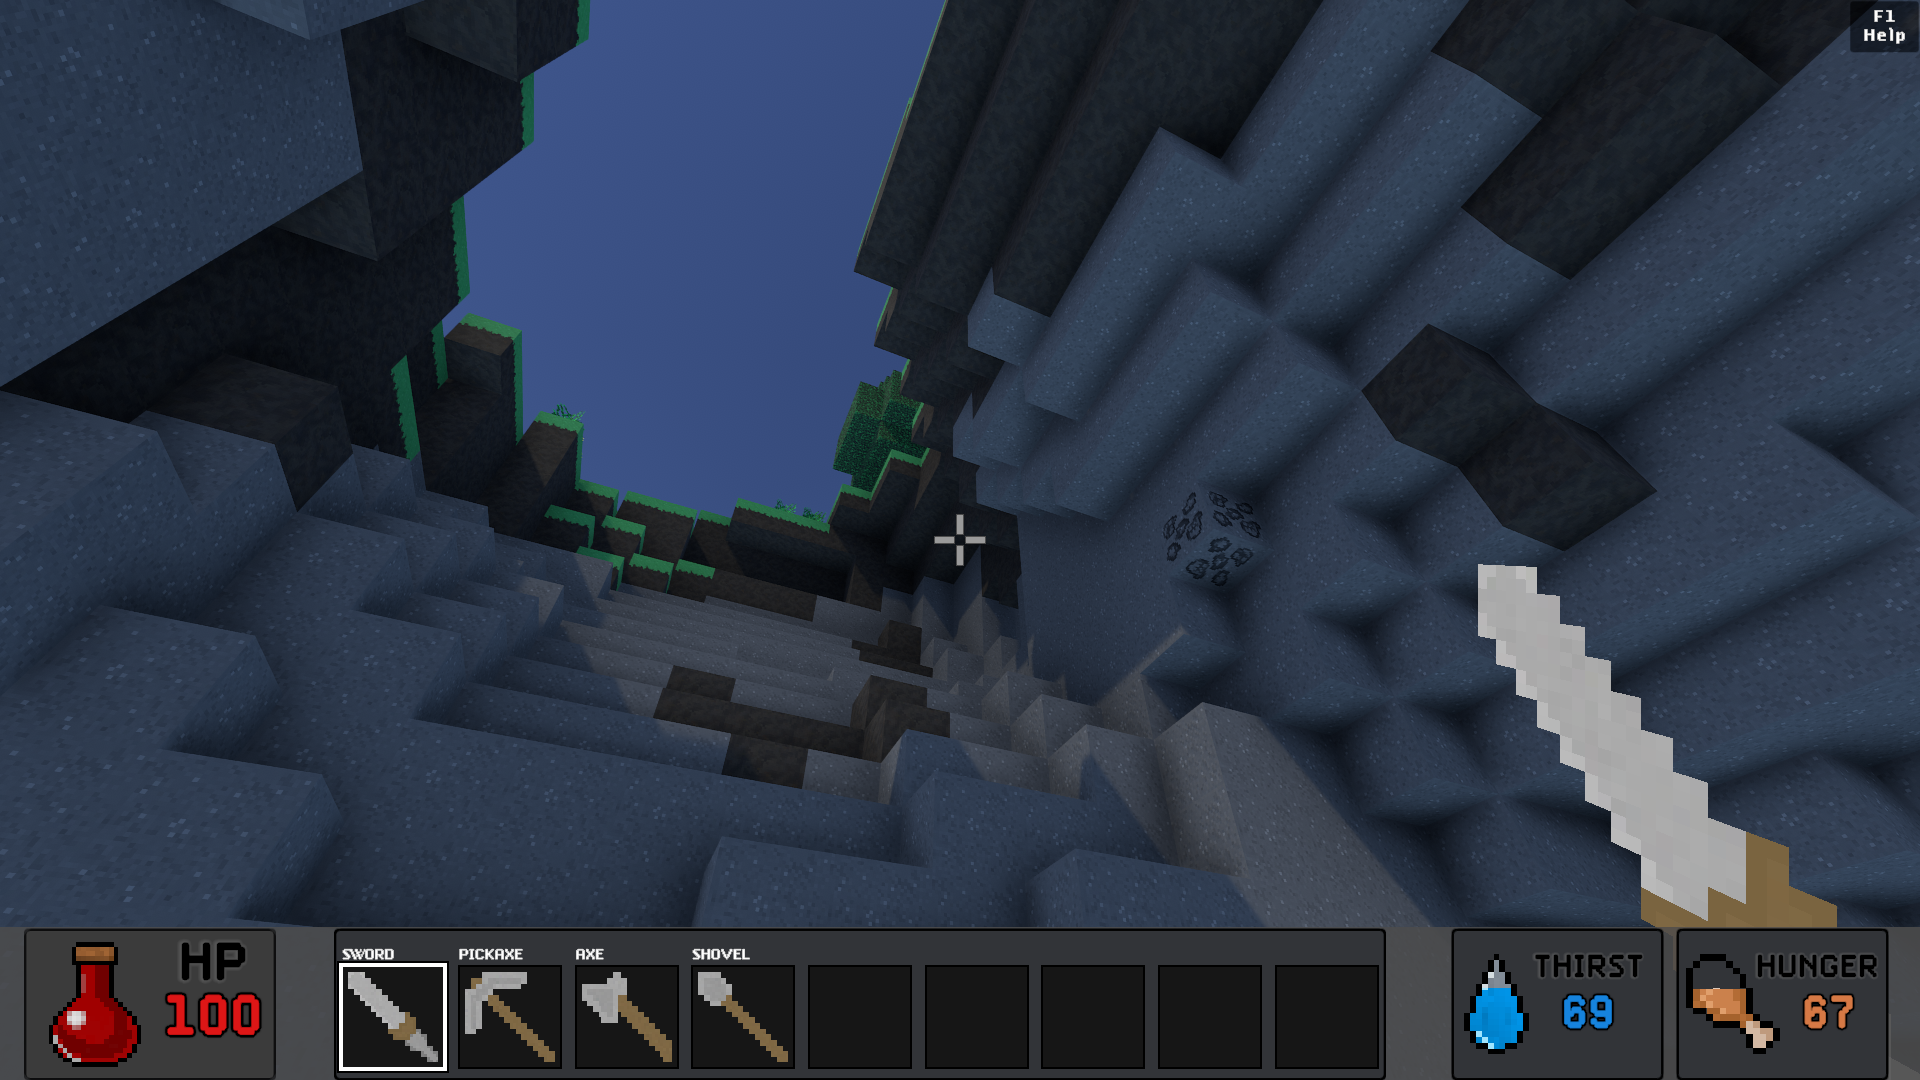 F1
Help
HP
100
SWORD
PICKAXE
AXE
SHOVEL
THIRST
69
HUNGER
67